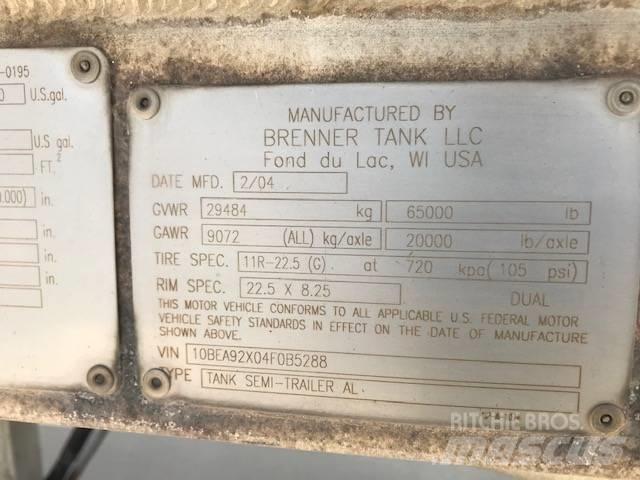 -0195
0 U.S.gal.
U.S gal.
FT.2
0.000) in.
in.
in.
in.
MANUFACTURED BY
BRENNER TANK LLC
Fond du Lac, WI USA
DATE MFD. 2/04
GVWR 29484 kg 65000 lb
GAWR 9072 (ALL) kg/axle 20000 lb/axle
TIRE SPEC. 11R-22.5 (G) at 720 kpa(105 psi)
RIM SPEC. 22.5 X 8.25 DUAL
THIS MOTOR VEHICLE CONFORMS TO ALL APPLICABLE U.S. FEDERAL MOTOR
VEHICLE SAFETY STANDARDS IN EFFECT ON THE DATE OF MANUFACTURE
SHOWN ABOVE.
VIN 10BEA92X04F0B5288
TYPE TANK SEMI-TRAILER AL
RITCHIE BROS.
mascus